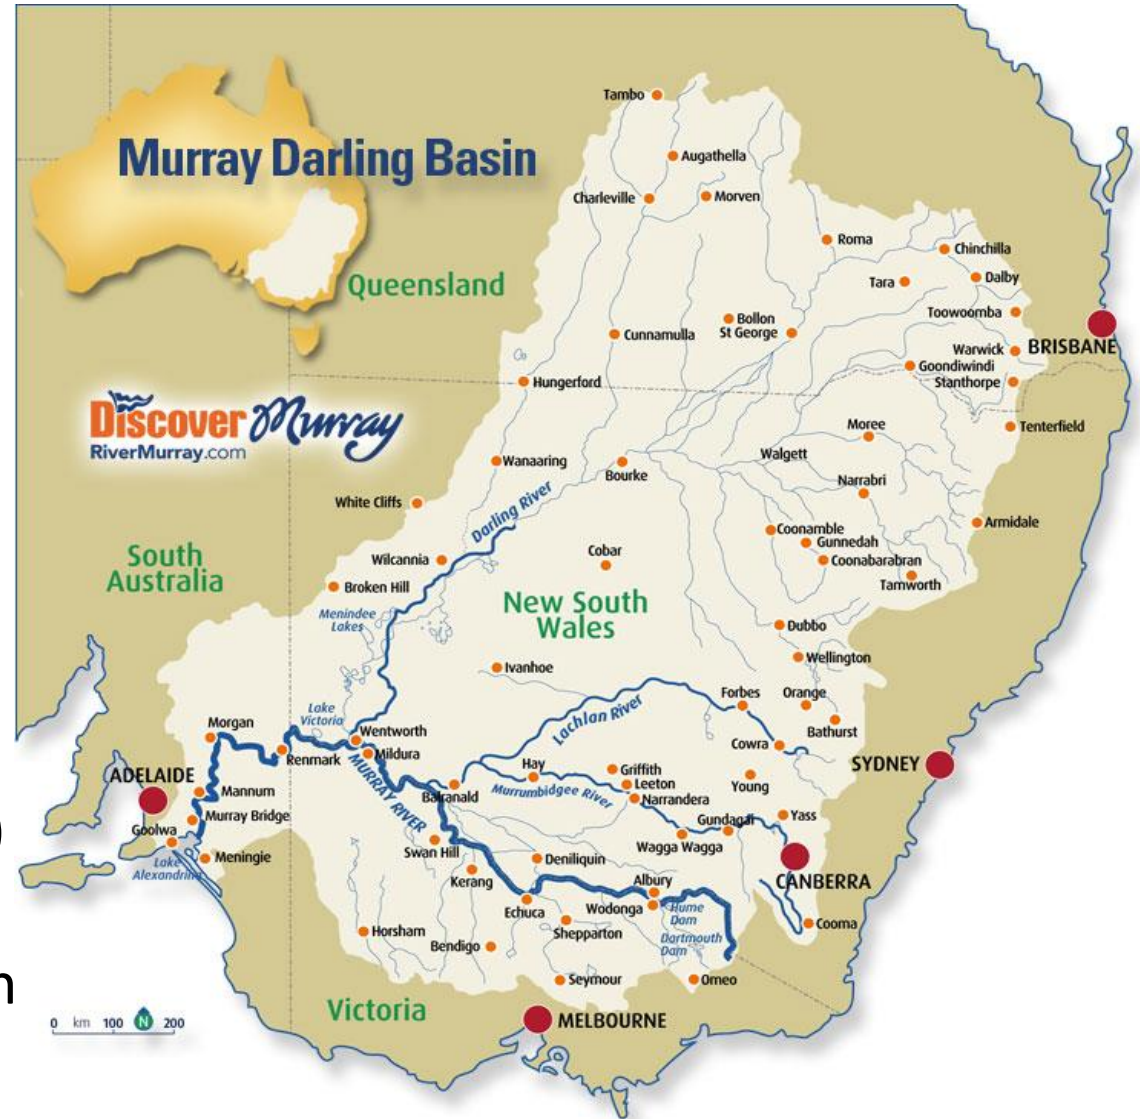 Murray Darling Basin
Discover Murray
RiverMurray.com
Queensland
South
Australia
New South
Wales
Victoria
Tambo
Augathella
Charleville
Morven
Roma
Chinchilla
Dalby
Tara
Toowoomba
Bollon
St George
Cunnamulla
Warwick
BRISBANE
Goondiwindi
Stanthorpe
Hungerford
Tenterfield
Moree
Walgett
Wanaaring
Bourke
Narrabri
White Cliffs
Darling River
Armidale
Coonamble
Gunnedah
Cobar
Wilcannia
Coonabarabran
Tamworth
Broken Hill
Menindee
Lakes
Dubbo
Wellington
Ivanhoe
Forbes
Orange
Lachlan River
Lake
Victoria
Morgan
Wentworth
Bathurst
Cowra
Renmark
Mildura
SYDNEY
ADELAIDE
MURRAY RIVER
Hay
Griffith
Leeton
Young
Mannum
Balranald
Murrumbidgee River
Narrandera
Murray Bridge
Gundagai
Yass
Goolwa
Wagga Wagga
Swan Hill
Meningie
Lake
Alexandrina
Deniliquin
Kerang
Albury
CANBERRA
Echuca
Wodonga
Hume
Dam
Cooma
Horsham
Shepparton
Bendigo
Dartmouth
Dam
Seymour
Omeo
MELBOURNE
0 km 100 N 200
)
n